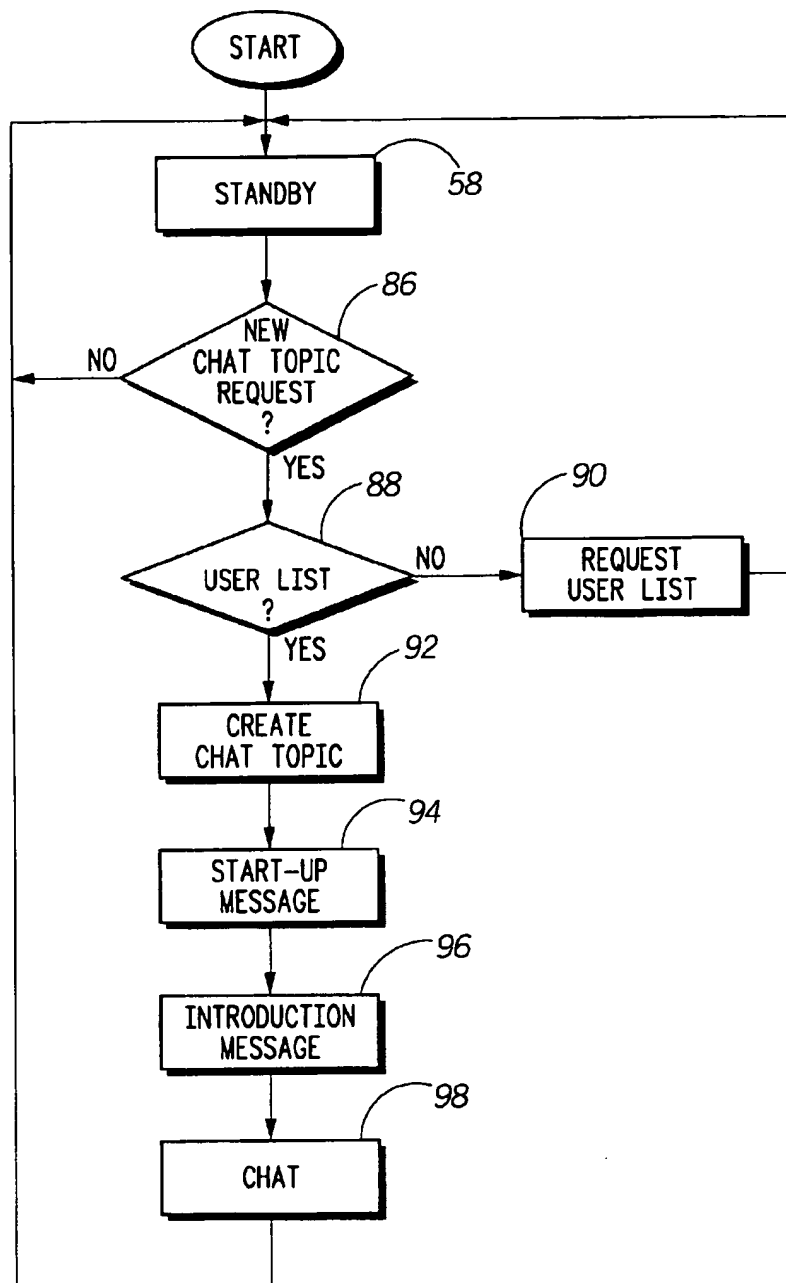 START
STANDBY
58
86
NEW
CHAT TOPIC
REQUEST
?
NO
YES
88
USER LIST
?
NO
90
REQUEST
USER LIST
YES
92
CREATE
CHAT TOPIC
94
START-UP
MESSAGE
96
INTRODUCTION
MESSAGE
98
CHAT